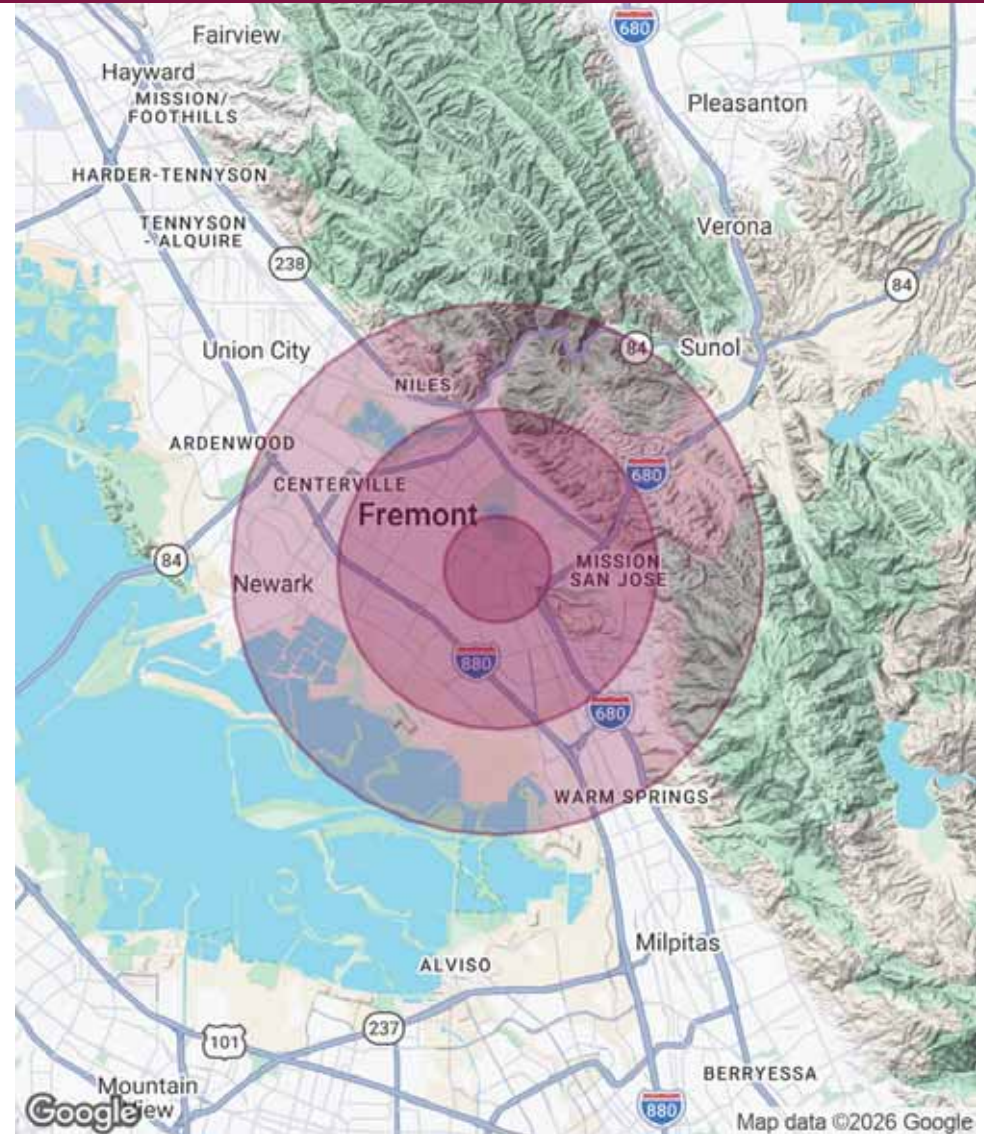 Fairview
680
Hayward
MISSION/
FOOTHILLS
Pleasanton
HARDER-TENNYSON
TENNYSON
- ALQUIRE
Verona
238
84
84
Union City
Sunol
NILES
ARDENWOOD
680
CENTERVILLE
Fremont
84
MISSION
SAN JOSE
Newark
880
680
WARM SPRINGS
Milpitas
ALVISO
237
101
BERRYESSA
Mountain
View
Google
880
Map data ©2026 Google